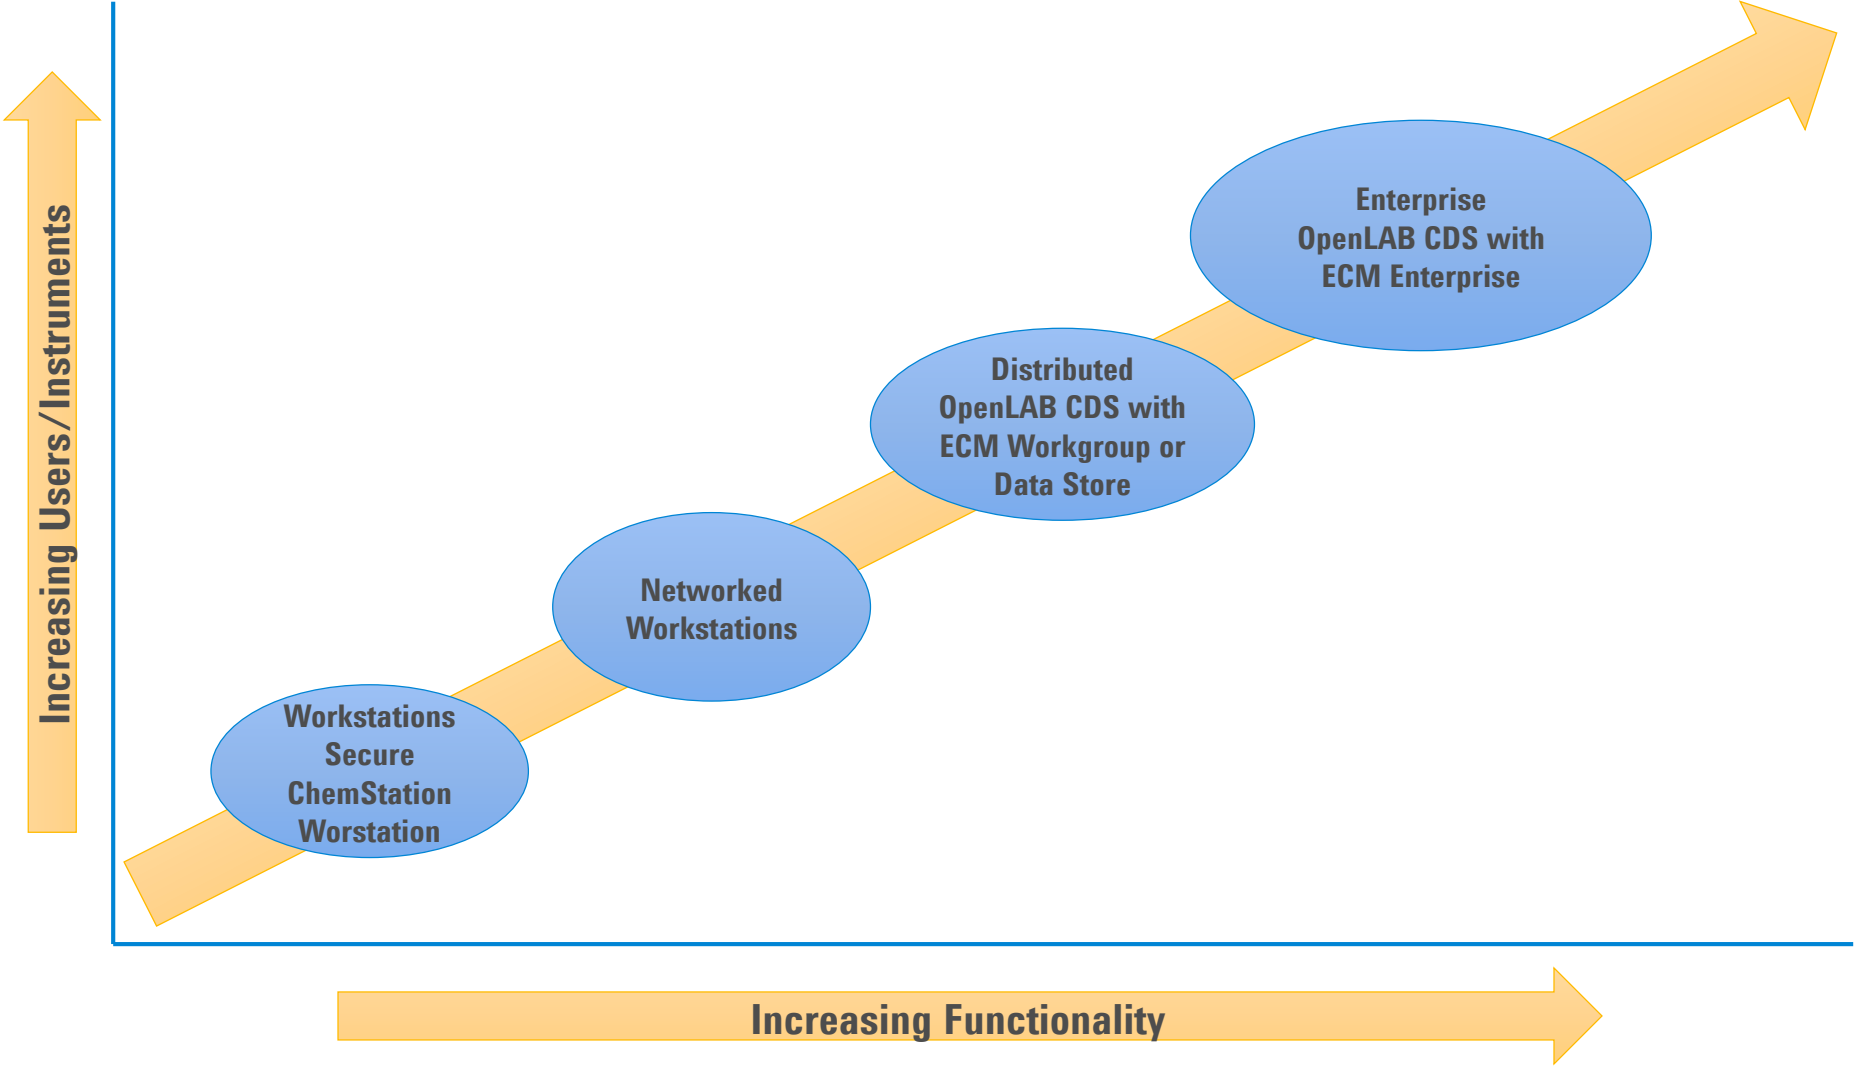 Increasing Users/Instruments
Enterprise
OpenLAB CDS with
ECM Enterprise
Distributed
OpenLAB CDS with
ECM Workgroup or
Data Store
Networked
Workstations
Workstations
Secure
ChemStation
Worstation
Increasing Functionality